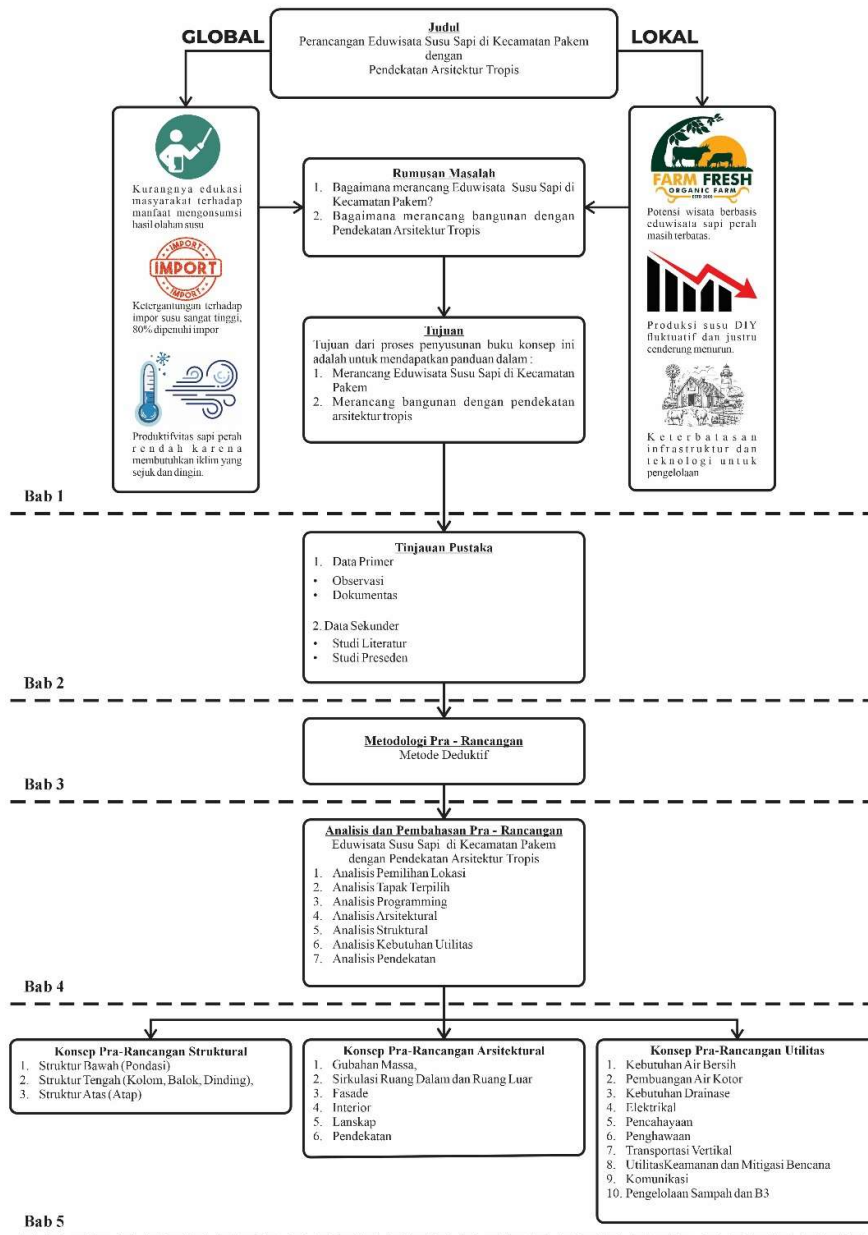 Judul
Perancangan Eduwisata Susu Sapi di Kecamatan Pakem
dengan
Pendekatan Arsitektur Tropis
GLOBAL
LOKAL
Kurangnya edukasi
masyarakat terhadap
manfaat mengonsumsi
hasil olahan susu
IMPORT
IMPORT
IMPORT
Ketergantungan terhadap
impor susu sangat tinggi,
80% dipenuhi impor
Produktifvitas sapi perah
rendah karena
membutuhkan iklim yang
sejuk dan dingin.
Rumusan Masalah
1. Bagaimana merancang Eduwisata Susu Sapi di
Kecamatan Pakem?
2. Bagaimana merancang bangunan dengan
Pendekatan Arsitektur Tropis
Tujuan
Tujuan dari proses penyusunan buku konsep ini
adalah untuk mendapatkan panduan dalam :
1. Merancang Eduwisata Susu Sapi di Kecamatan
Pakem
2. Merancang bangunan dengan pendekatan
arsitektur tropis
FARM FRESH
ORGANIC FARM
Potensi wisata berbasis
eduwisata sapi perah
masih terbatas.
Produksi susu DIY
fluktuatif dan justru
cenderung menurun.
Keterbatasan
infrastruktur dan
teknologi untuk
pengelolaan
Bab 1
Tinjauan Pustaka
1. Data Primer
• Observasi
• Dokumentas
2. Data Sekunder
• Studi Literatur
• Studi Preseden
Bab 2
Metodologi Pra - Rancangan
Metode Deduktif
Bab 3
Analisis dan Pembahasan Pra - Rancangan
Eduwisata Susu Sapi di Kecamatan Pakem
dengan Pendekatan Arsitektur Tropis
1. Analisis Pemilihan Lokasi
2. Analisis Tapak Terpilih
3. Analisis Programming
4. Analisis Arsitektural
5. Analisis Struktural
6. Analisis Kebutuhan Utilitas
7. Analisis Pendekatan
Bab 4
Konsep Pra-Rancangan Struktural
1. Struktur Bawah (Pondasi)
2. Struktur Tengah (Kolom, Balok, Dinding),
3. Struktur Atas (Atap)
Konsep Pra-Rancangan Arsitektural
1. Gubahan Massa,
2. Sirkulasi Ruang Dalam dan Ruang Luar
3. Fasade
4. Interior
5. Lanskap
6. Pendekatan
Konsep Pra-Rancangan Utilitas
1. Kebutuhan Air Bersih
2. Pembuangan Air Kotor
3. Kebutuhan Drainase
4. Elektrikal
5. Pencahayaan
6. Penghawaan
7. Transportasi Vertikal
8. UtilitasKeamanan dan Mitigasi Bencana
9. Komunikasi
10. Pengelolaan Sampah dan B3
Bab 5